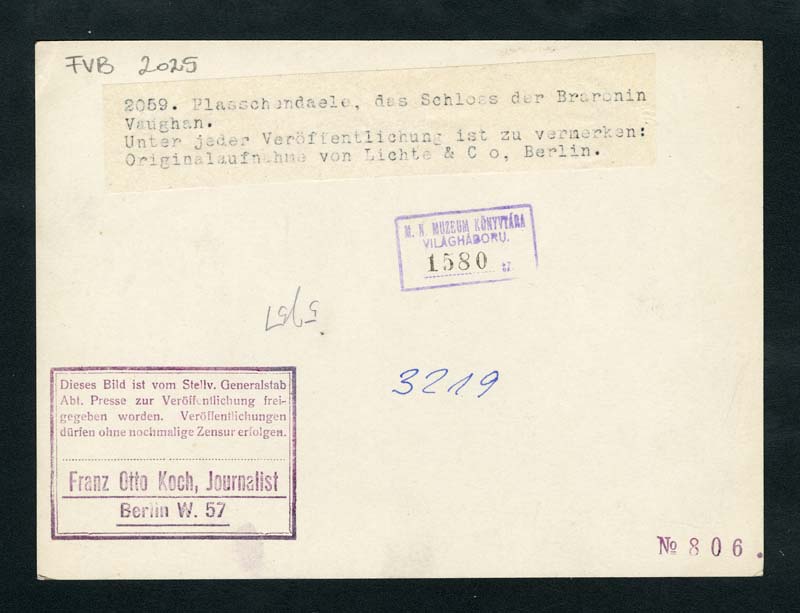 FVB 2025
2059. Plasschendaele, das Schloss der Braronin
Vaughan.
Unter jeder Veröffentlichung ist zu vermerken:
Originalaufnahme von Lichte & C o, Berlin.
M. N. MUZEUM KÖNYVTÁRA
VILÁGHÁBORU.
1580
3219
Dieses Bild ist vom Stellv. Generalstab
Abt. Presse zur Veröffentlichung frei-
gegeben worden. Veröffentlichungen
dürfen ohne nochmalige Zensur erfolgen.
Franz Otto Koch, Journalist
Berlin W. 57
№ 806.